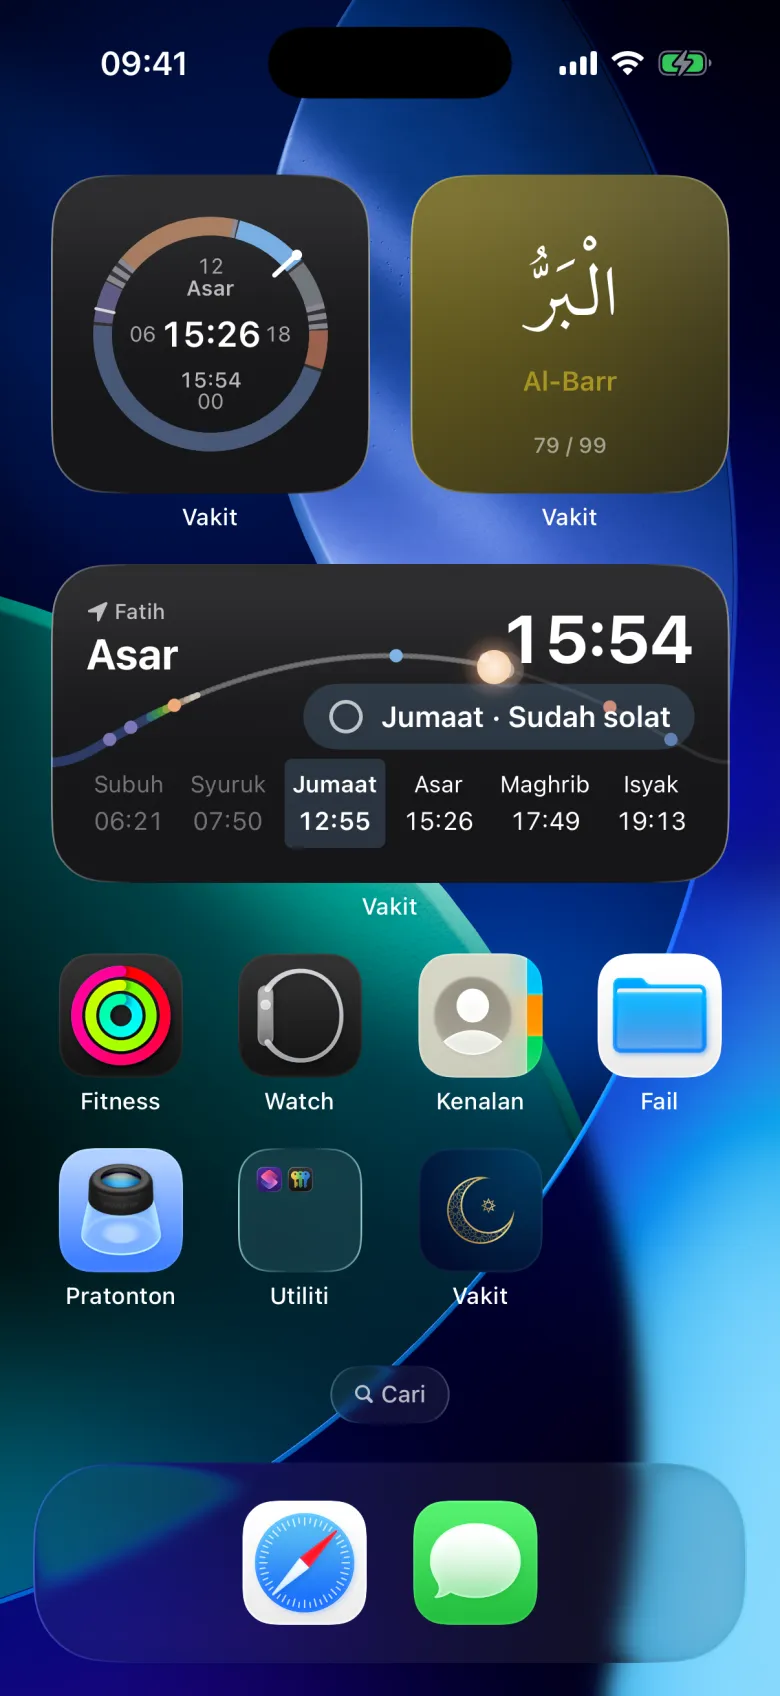 09:41
12
Asar
06 15:26 18
15:54
00
Vakit
الْبَرُّ
Al-Barr
79 / 99
Vakit
Fatih
Asar
15:54
Jumaat · Sudah solat
Subuh Syuruk Jumaat Asar Maghrib Isyak
06:21 07:50 12:55 15:26 17:49 19:13
Vakit
Fitness Watch Kenalan Fail
Pratonton Utiliti Vakit
Cari